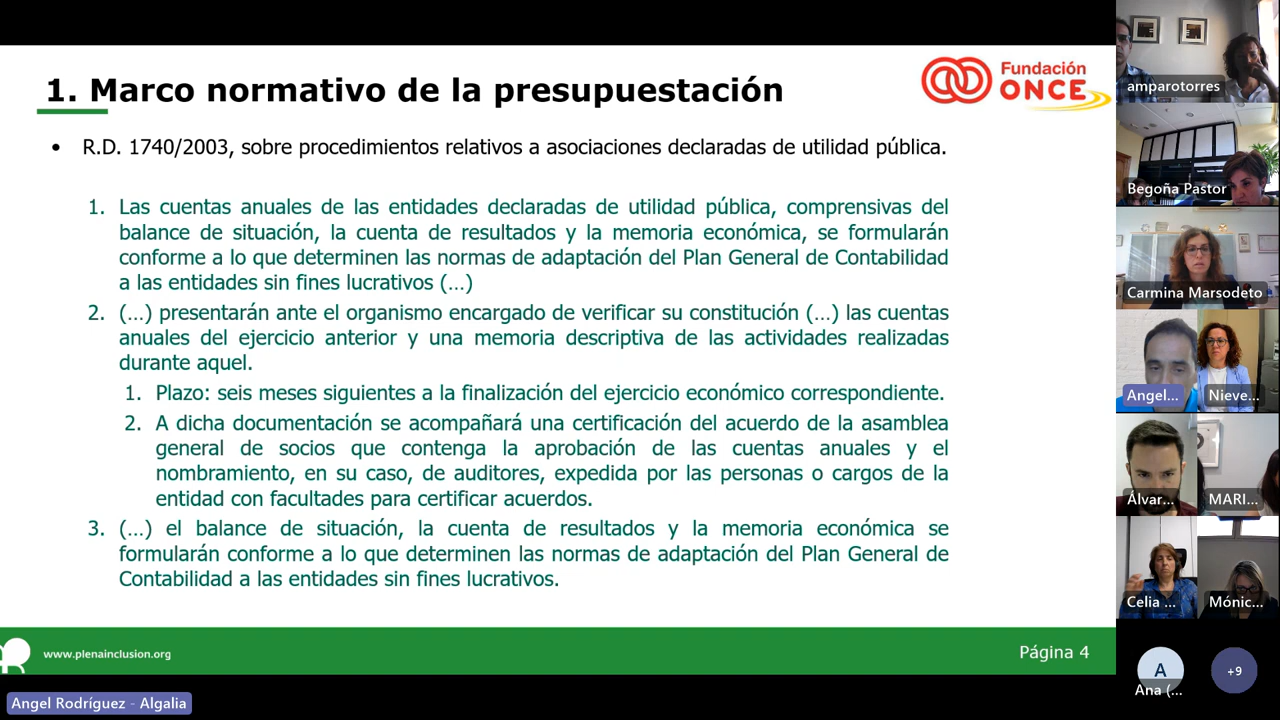 1. Marco normativo de la presupuestación
Fundación
ONCE
• R.D. 1740/2003, sobre procedimientos relativos a asociaciones declaradas de utilidad pública.
1. Las cuentas anuales de las entidades declaradas de utilidad pública, comprensivas del
balance de situación, la cuenta de resultados y la memoria económica, se formularán
conforme a lo que determinen las normas de adaptación del Plan General de Contabilidad
a las entidades sin fines lucrativos (…)
2. (…) presentarán ante el organismo encargado de verificar su constitución (…) las cuentas
anuales del ejercicio anterior y una memoria descriptiva de las actividades realizadas
durante aquel.
1. Plazo: seis meses siguientes a la finalización del ejercicio económico correspondiente.
2. A dicha documentación se acompañará una certificación del acuerdo de la asamblea
general de socios que contenga la aprobación de las cuentas anuales y el
nombramiento, en su caso, de auditores, expedida por las personas o cargos de la
entidad con facultades para certificar acuerdos.
3. (…) el balance de situación, la cuenta de resultados y la memoria económica se
formularán conforme a lo que determinen las normas de adaptación del Plan General de
Contabilidad a las entidades sin fines lucrativos.
www.plenainclusion.org
Página 4
Angel Rodríguez - Algalia
amparotorres
Begoña Pastor
Carmina Marsodeto
Angel...
Nieve...
Álvar...
MARI...
Celia ...
Mónic...
A
Ana (...
+9